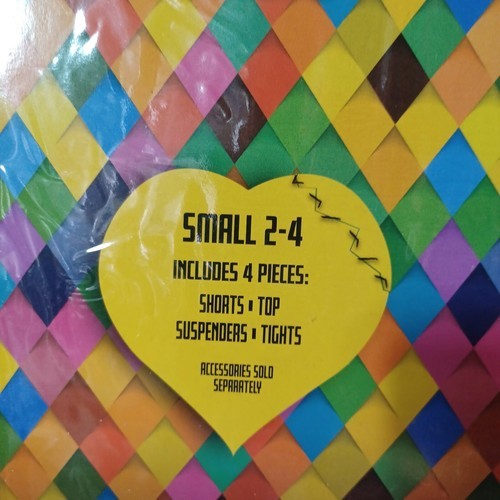 SMALL 2-4
INCLUDES 4 PIECES:
SHORTS • TOP
SUSPENDERS • TIGHTS
ACCESSORIES SOLD
SEPARATELY